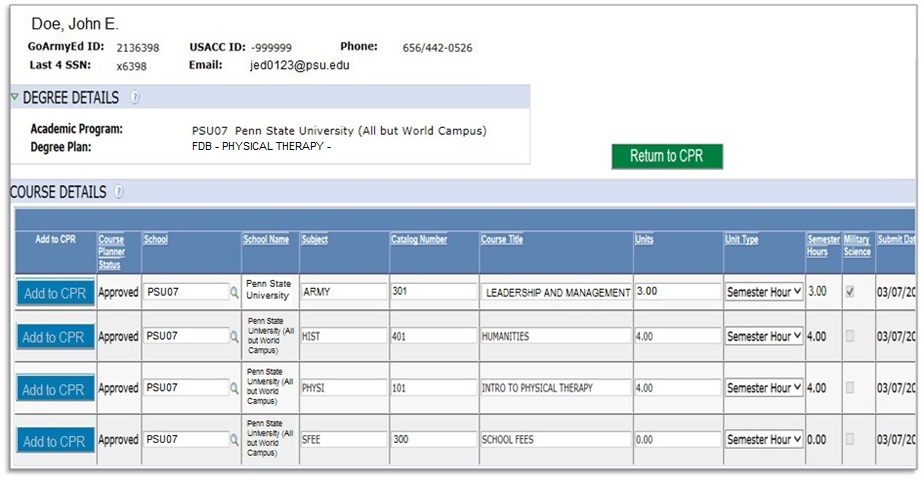 Doe, John E.
GoArmyEd ID: 2136398 USACC ID: -999999 Phone: 656/442-0526
Last 4 SSN: x6398 Email: jed0123@psu.edu
DEGREE DETAILS ?
Academic Program: PSU07 Penn State University (All but World Campus)
Degree Plan: FDB - PHYSICAL THERAPY -
Return to CPR
COURSE DETAILS ?
Add to CPR Course Planner Status School School Name Subject Catalog Number Course Title Units Unit Type Semester Hours Military Science Submit Dat
Add to CPR Approved PSU07 Penn State University ARMY 301 LEADERSHIP AND MANAGEMENT 3.00 Semester Hour 3.00 03/07/20
Add to CPR Approved PSU07 Penn State University (All but World Campus) HIST 401 HUMANITIES 4.00 Semester Hour 4.00 03/07/20
Add to CPR Approved PSU07 Penn State University (All but World Campus) PHYSI 101 INTRO TO PHYSICAL THERAPY 4.00 Semester Hour 4.00 03/07/20
Add to CPR Approved PSU07 Penn State University (All but World Campus) SFEE 300 SCHOOL FEES 0.00 Semester Hour 0.00 03/07/20